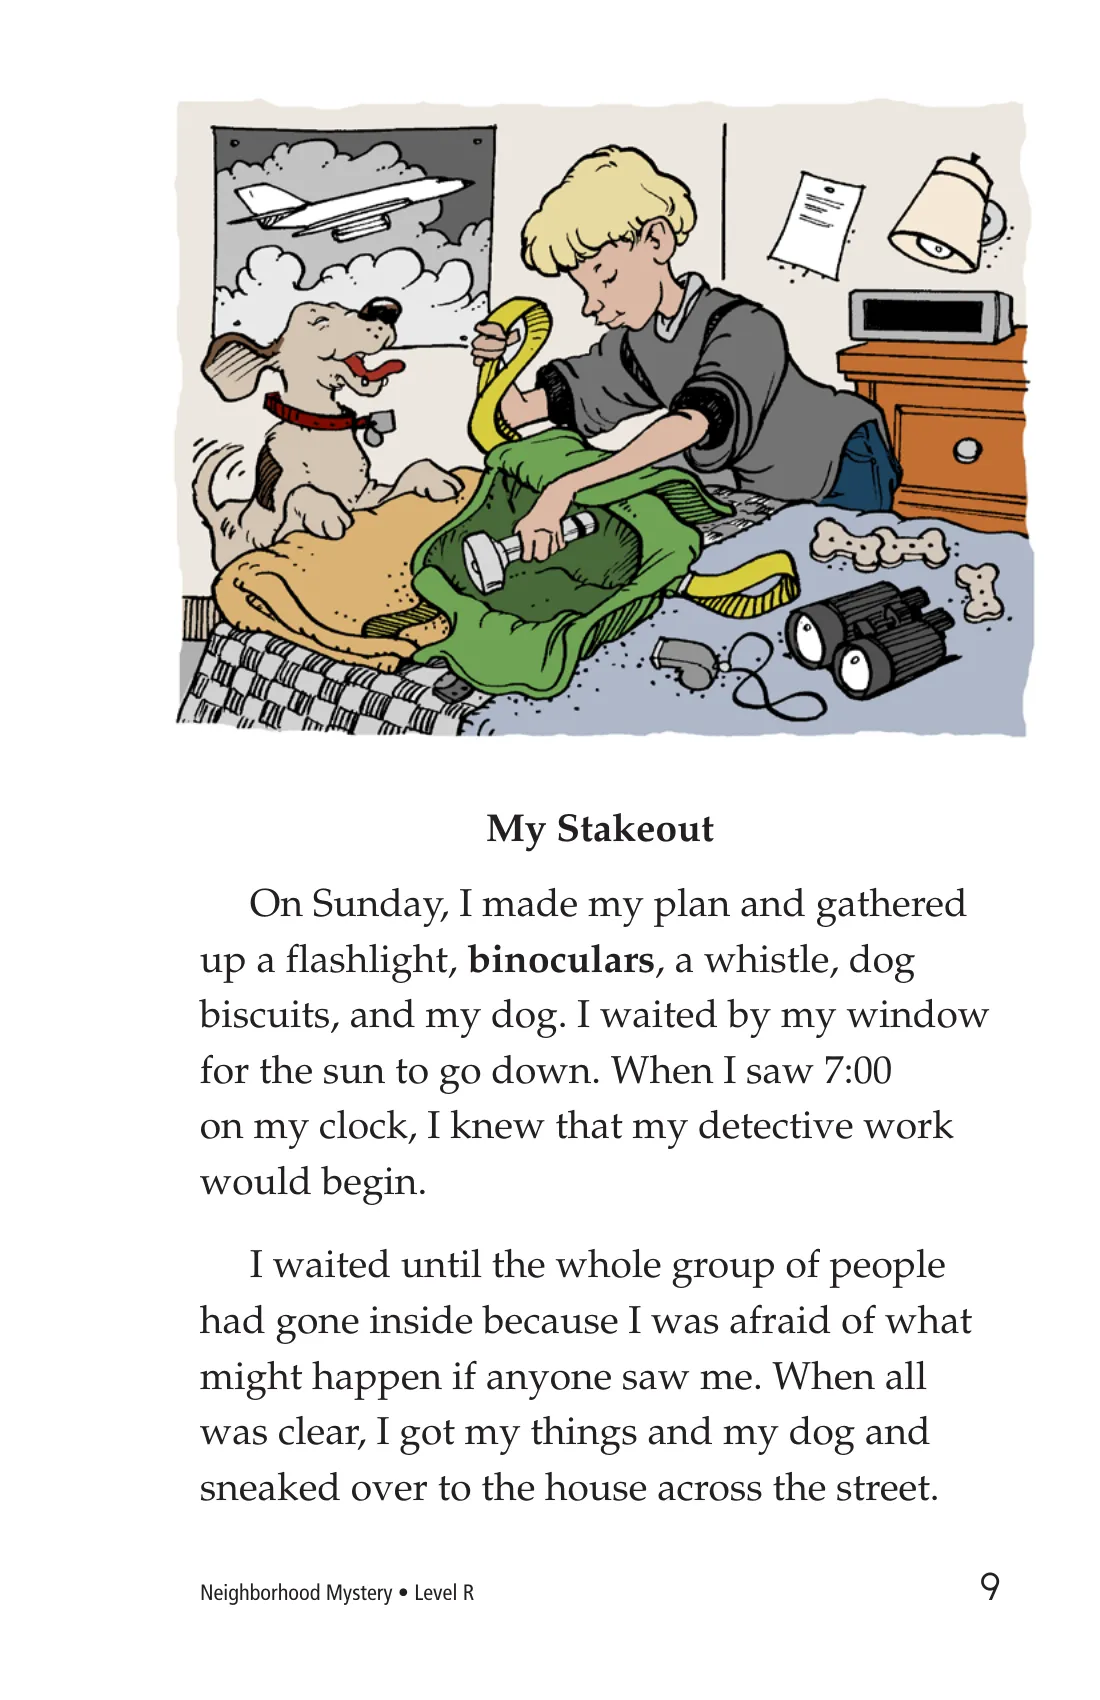 My Stakeout
On Sunday, I made my plan and gathered
up a flashlight, binoculars, a whistle, dog
biscuits, and my dog. I waited by my window
for the sun to go down. When I saw 7:00
on my clock, I knew that my detective work
would begin.
I waited until the whole group of people
had gone inside because I was afraid of what
might happen if anyone saw me. When all
was clear, I got my things and my dog and
sneaked over to the house across the street.
Neighborhood Mystery • Level R
9